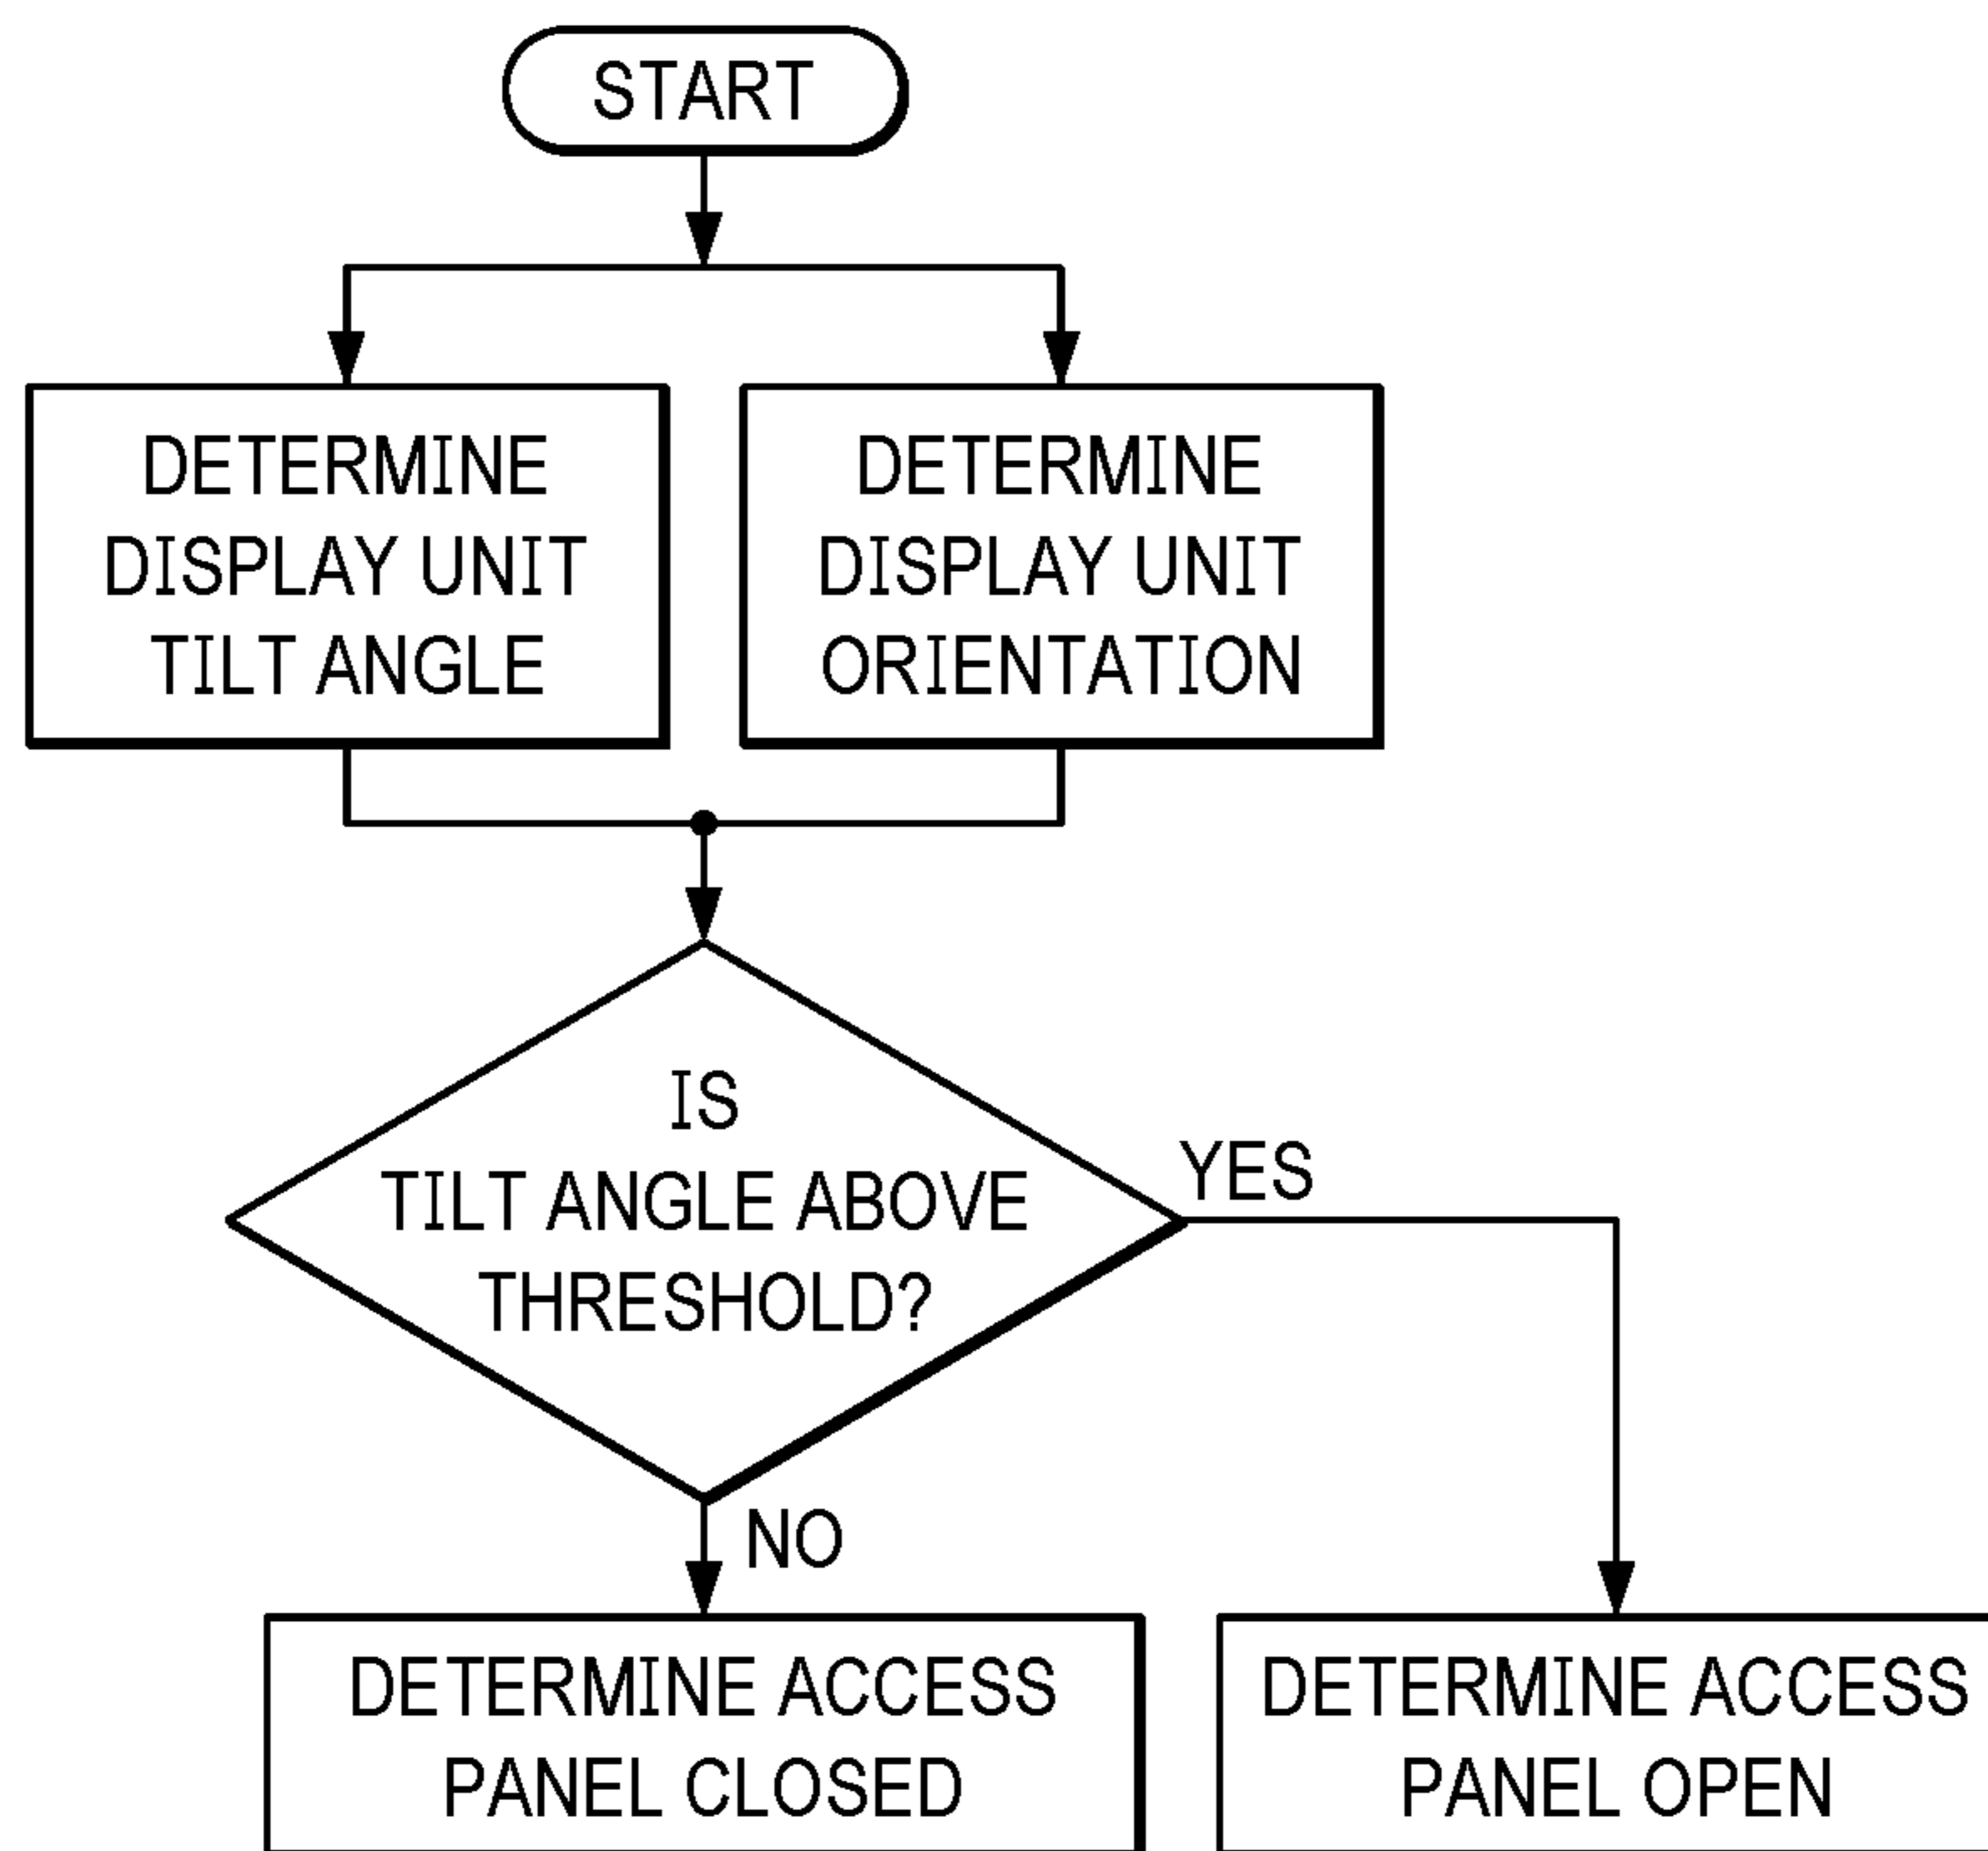 START
DETERMINE
DISPLAY UNIT
TILT ANGLE
DETERMINE
DISPLAY UNIT
ORIENTATION
IS
TILT ANGLE ABOVE
THRESHOLD?
YES
NO
DETERMINE ACCESS
PANEL CLOSED
DETERMINE ACCESS
PANEL OPEN